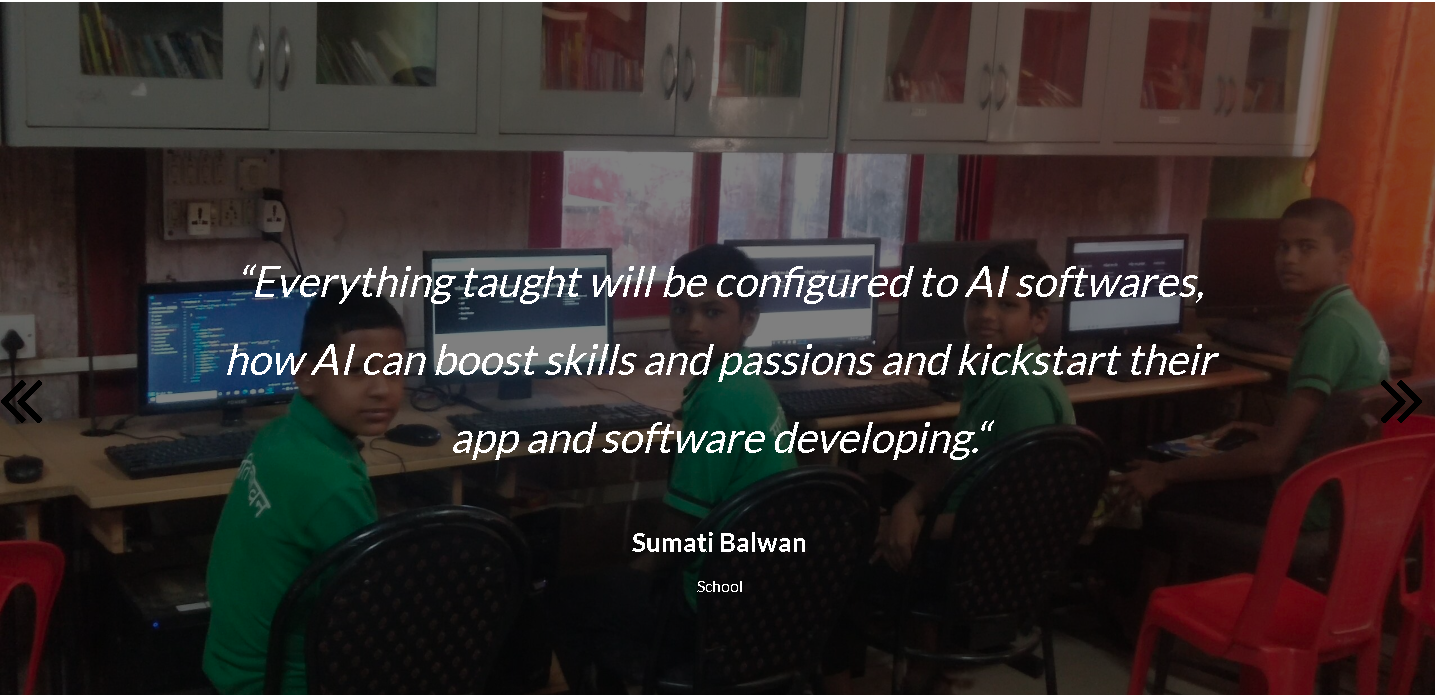 “Everything taught will be configured to AI softwares,
how AI can boost skills and passions and kickstart their
app and software developing.“
Sumati Balwan
School